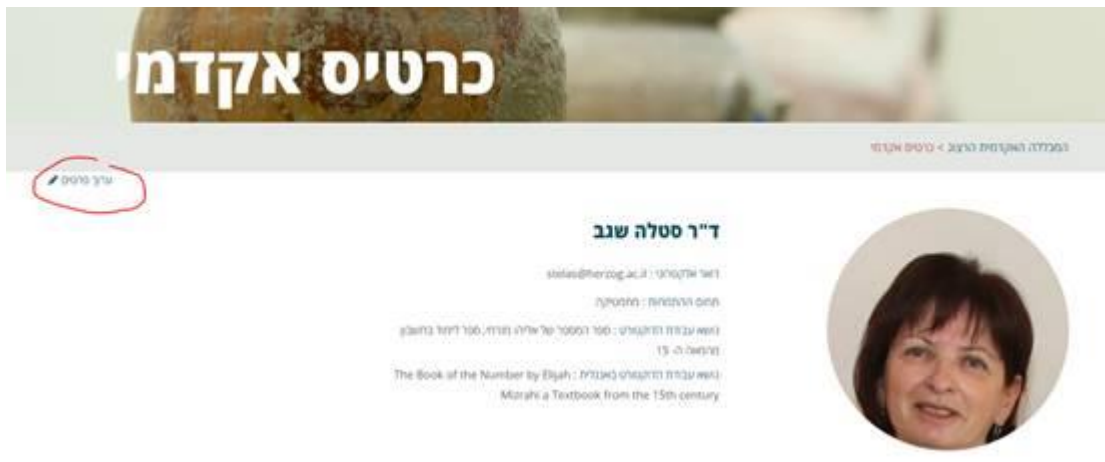 כרטיס אקדמי
המכללה האקדמית הרצוג > כרטיס אקדמי
ערוך פרטים
ד"ר סטלה שגב
דואר אלקטרוני : stelas@herzog.ac.il
תחום ההתמחות : מתמטיקה
נושא עבודת הדוקטורט : ספר המספר של אליהו מזרחי, ספר לימוד בחשבון
מהמאה ה- 15
נושא עבודת הדוקטורט באנגלית : The Book of the Number by Elijah
Mizrahi a Textbook from the 15th century